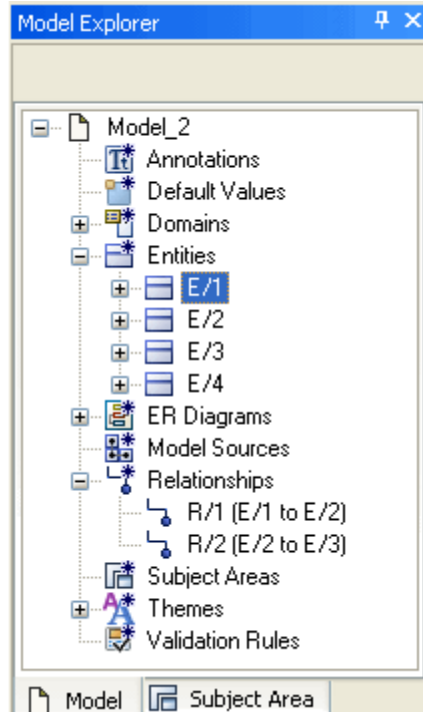 Model Explorer
Model_2
Annotations
Default Values
Domains
Entities
E/1
E/2
E/3
E/4
ER Diagrams
Model Sources
Relationships
R/1 (E/1 to E/2)
R/2 (E/2 to E/3)
Subject Areas
Themes
Validation Rules
Model Subject Area